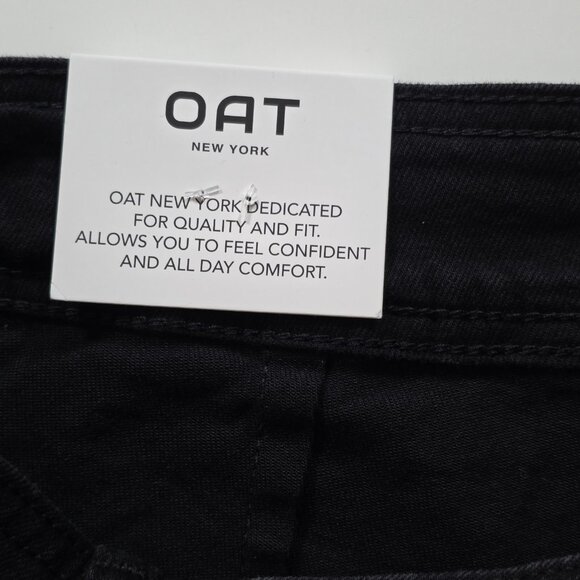 OAT
NEW YORK
OAT NEW YORK DEDICATED
FOR QUALITY AND FIT.
ALLOWS YOU TO FEEL CONFIDENT
AND ALL DAY COMFORT.